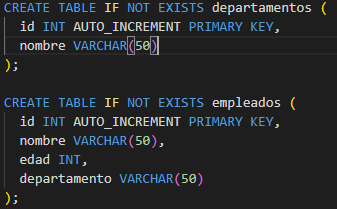 CREATE TABLE IF NOT EXISTS departamentos (
  id INT AUTO_INCREMENT PRIMARY KEY,
  nombre VARCHAR(50)
);

CREATE TABLE IF NOT EXISTS empleados (
  id INT AUTO_INCREMENT PRIMARY KEY,
  nombre VARCHAR(50),
  edad INT,
  departamento VARCHAR(50)
);